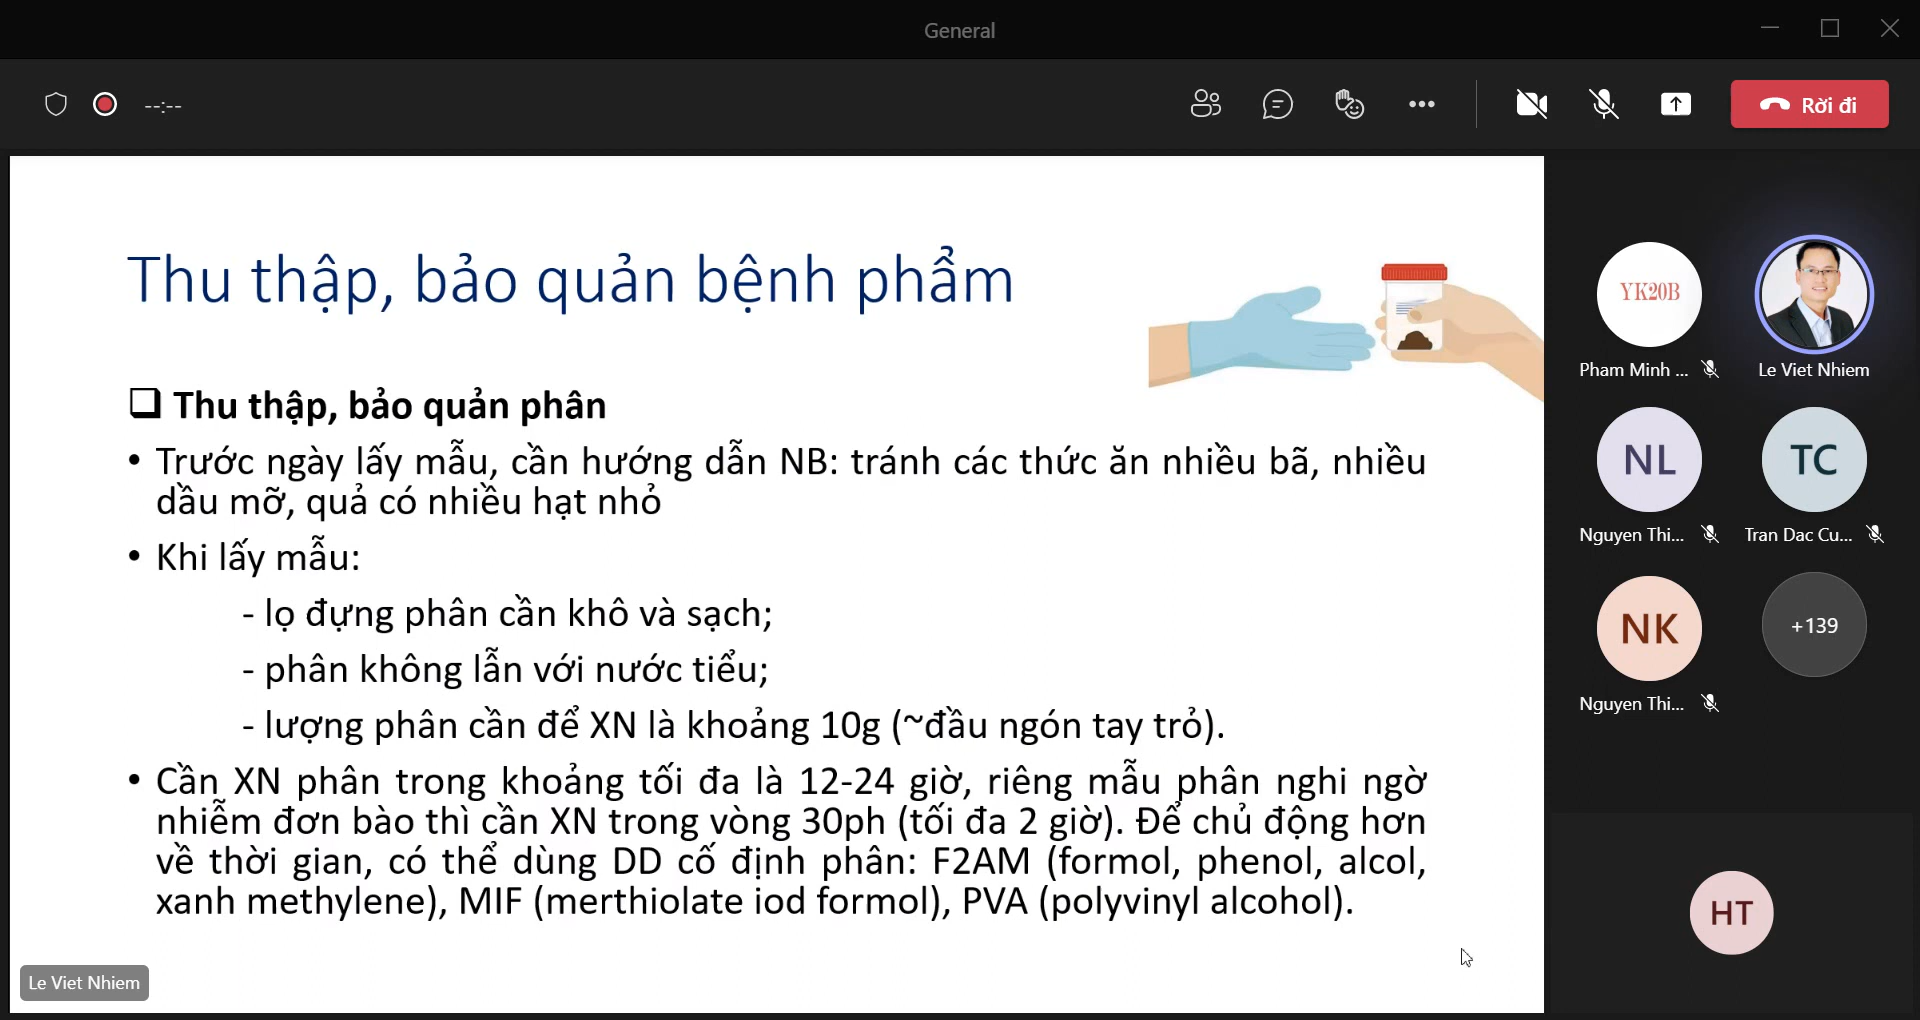 General
--:--
Rời đi
Thu thập, bảo quản bệnh phẩm
Thu thập, bảo quản phân
• Trước ngày lấy mẫu, cần hướng dẫn NB: tránh các thức ăn nhiều bã, nhiều
dầu mỡ, quả có nhiều hạt nhỏ
• Khi lấy mẫu:
- lọ đựng phân cần khô và sạch;
- phân không lẫn với nước tiểu;
- lượng phân cần để XN là khoảng 10g (~đầu ngón tay trỏ).
• Cần XN phân trong khoảng tối đa là 12-24 giờ, riêng mẫu phân nghi ngờ
nhiễm đơn bào thì cần XN trong vòng 30ph (tối đa 2 giờ). Để chủ động hơn
về thời gian, có thể dùng DD cố định phân: F2AM (formol, phenol, alcol,
xanh methylene), MIF (merthiolate iod formol), PVA (polyvinyl alcohol).
Le Viet Nhiem
YK20B
Pham Minh ...
Le Viet Nhiem
NL
TC
Nguyen Thi...
Tran Dac Cu...
NK
+139
Nguyen Thi...
HT